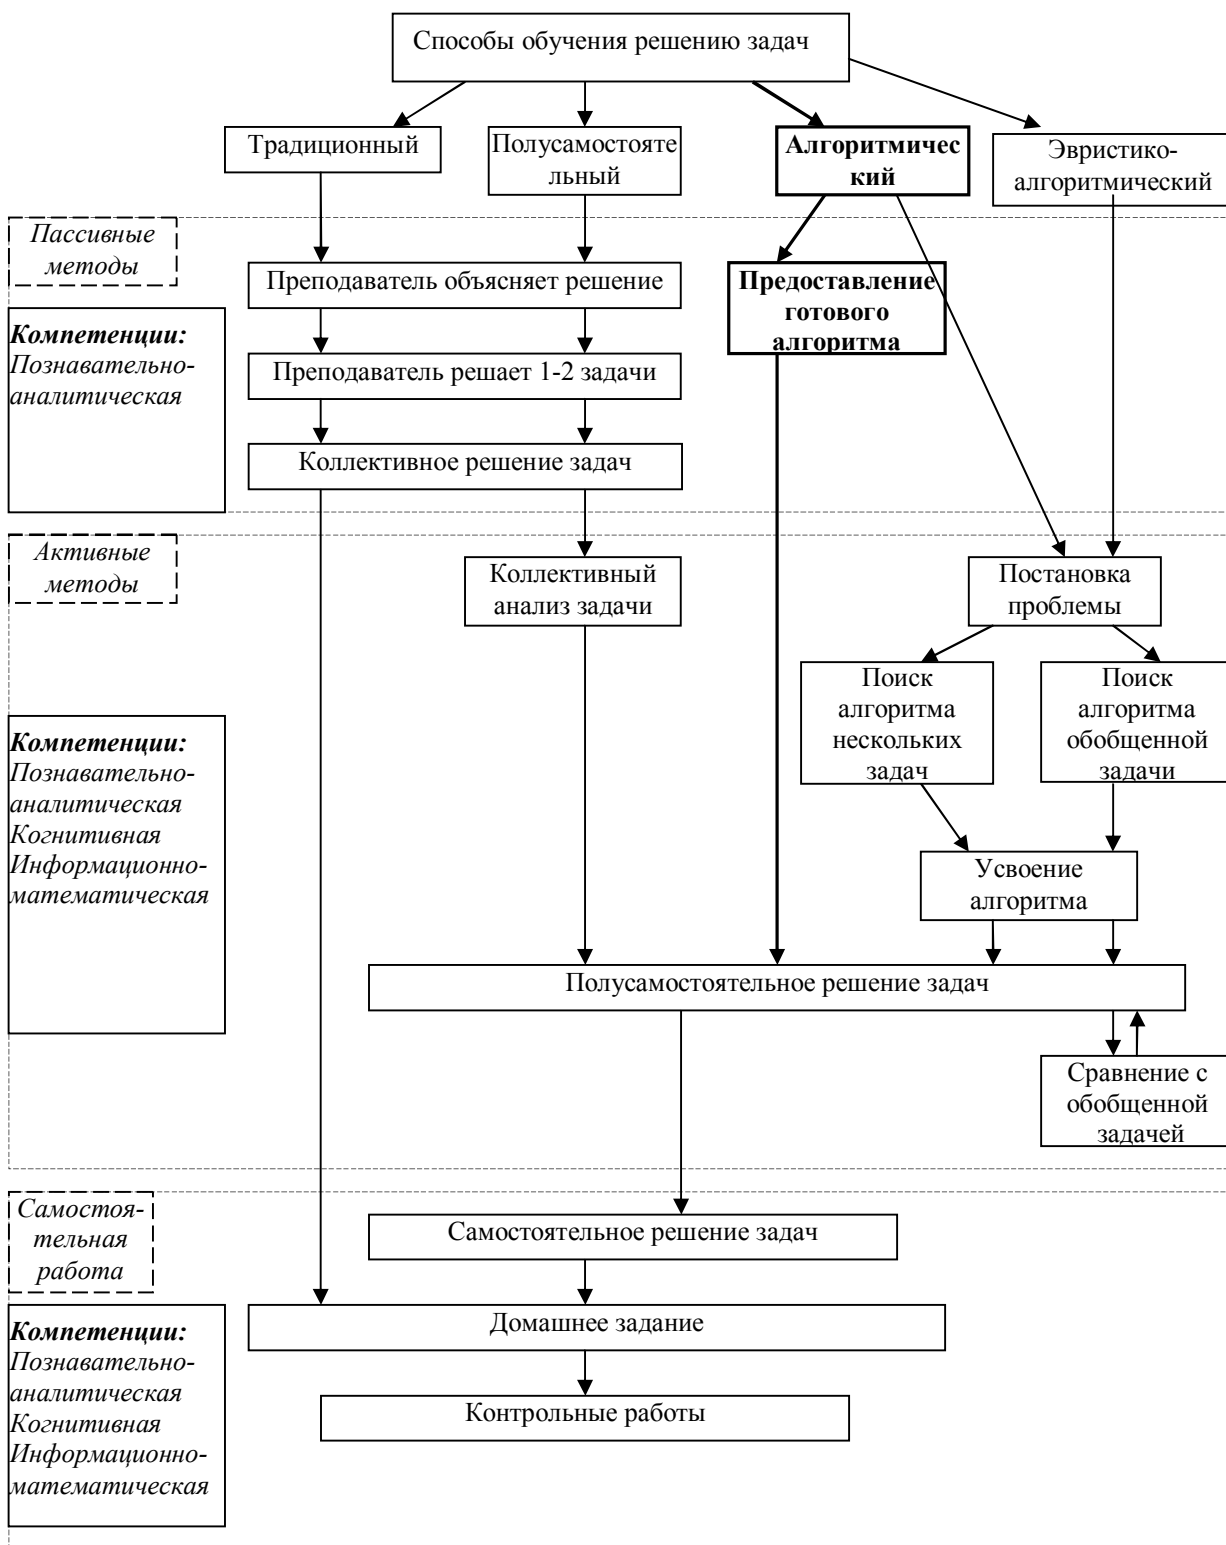 Способы обучения решению задач
Традиционный
Полусамостояте
льный
Алгоритмичес
кий
Эвристико-
алгоритмический
Пассивные
методы
Компетенции:
Познавательно-
аналитическая
Преподаватель объясняет решение
Предоставление
готового
алгоритма
Преподаватель решает 1-2 задачи
Коллективное решение задач
Активные
методы
Коллективный
анализ задачи
Постановка
проблемы
Поиск
алгоритма
нескольких
задач
Поиск
алгоритма
обобщенной
задачи
Компетенции:
Познавательно-
аналитическая
Когнитивная
Информационно-
математическая
Усвоение
алгоритма
Полусамостоятельное решение задач
Сравнение с
обобщенной
задачей
Самостоя-
тельная
работа
Самостоятельное решение задач
Домашнее задание
Компетенции:
Познавательно-
аналитическая
Когнитивная
Информационно-
математическая
Контрольные работы